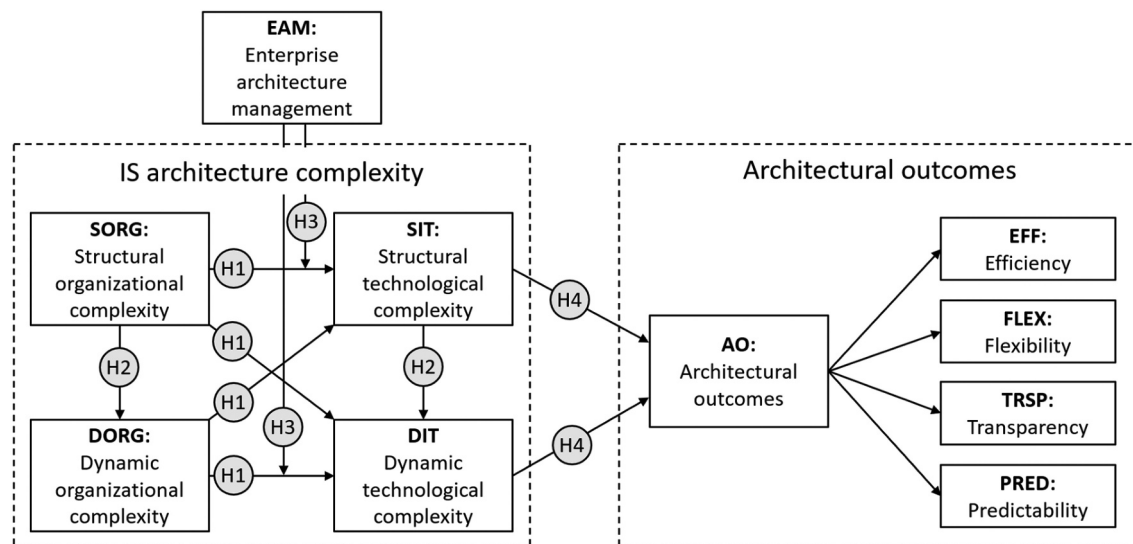 EAM:
Enterprise
architecture
management
IS architecture complexity
Architectural outcomes
SORG:
Structural
organizational
complexity
H1
H3
SIT:
Structural
technological
complexity
H1
H2
H1
H2
H3
DORG:
Dynamic
organizational
complexity
H1
DIT
Dynamic
technological
complexity
H4
H4
AO:
Architectural
outcomes
EFF:
Efficiency
FLEX:
Flexibility
TRSP:
Transparency
PRED:
Predictability